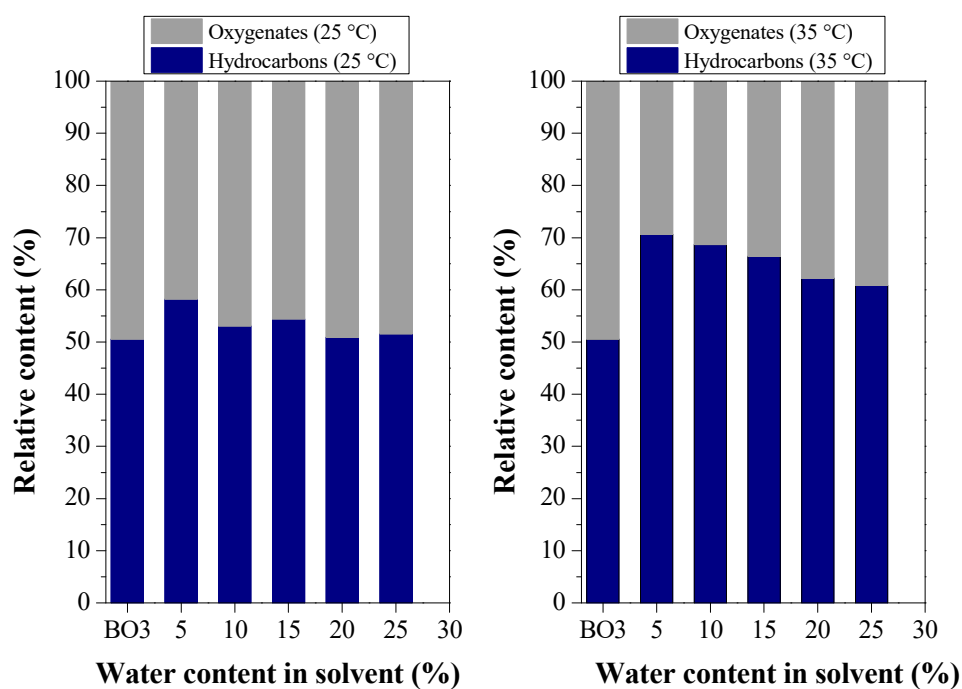 Oxygenates (25 °C)
Hydrocarbons (25 °C)
100
90
80
70
60
50
40
30
20
10
0
Relative content (%)
BO3 5 10 15 20 25 30
Water content in solvent (%)
Oxygenates (35 °C)
Hydrocarbons (35 °C)
100
90
80
70
60
50
40
30
20
10
0
Relative content (%)
BO3 5 10 15 20 25 30
Water content in solvent (%)